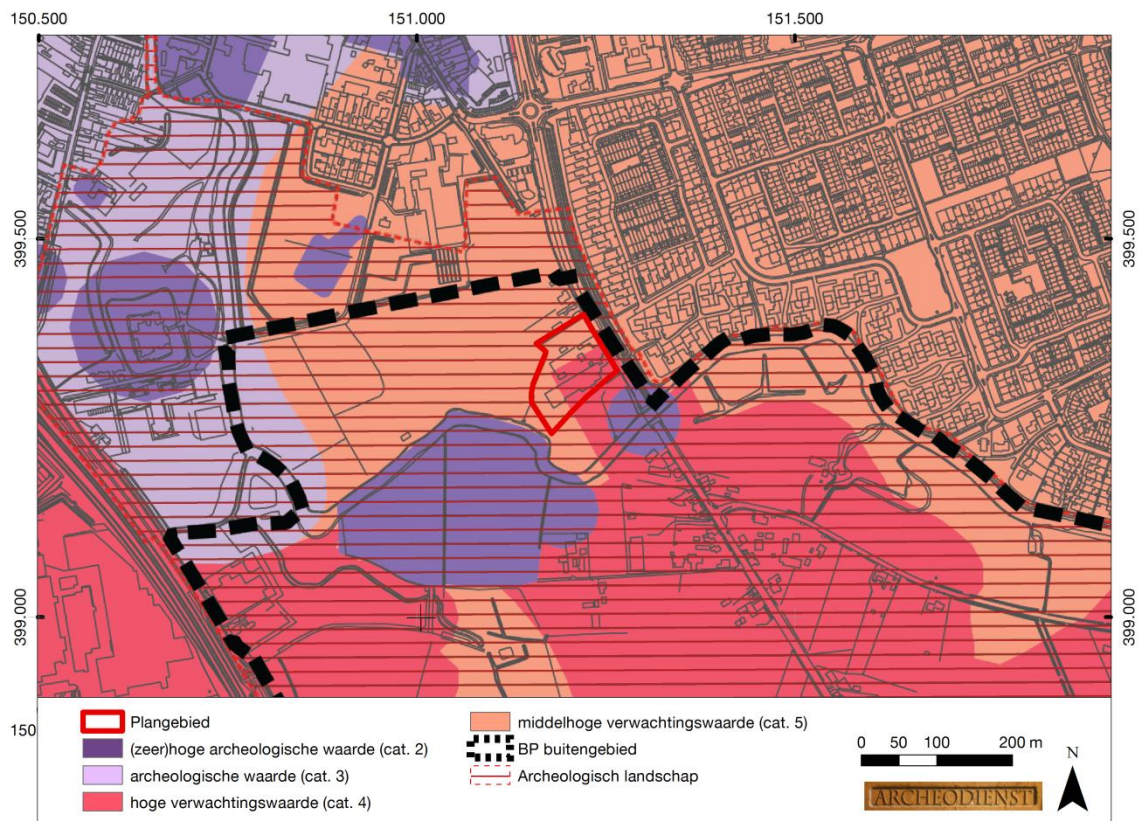 150.500 151.000 151.500
399.500 399.500
399.000 399.000
150
Plangebied
(zeer)hoge archeologische waarde (cat. 2)
archeologische waarde (cat. 3)
hoge verwachtingswaarde (cat. 4)
middelhoge verwachtingswaarde (cat. 5)
BP buitengebied
Archeologisch landschap
0 50 100 200 m
N
ARCHEODIENST